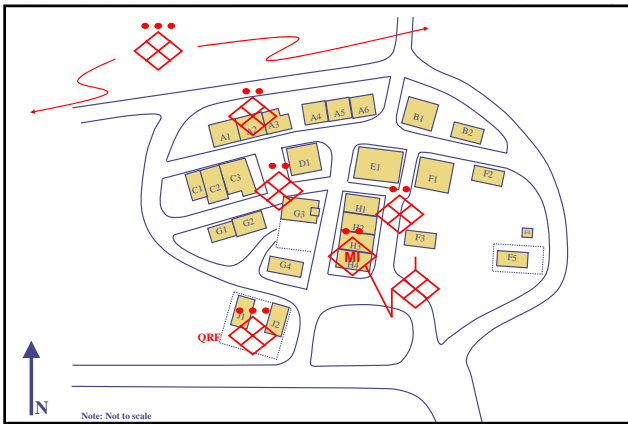 B1
A6
A5
A4
A3
A2
A1
B2
D1
E1
F1
F2
C3
C2
C1
H1
G3
G2
G1
H2
H3
F3
F4
MI
H4
F5
G4
J1
J2
QRF
N
Note: Not to scale